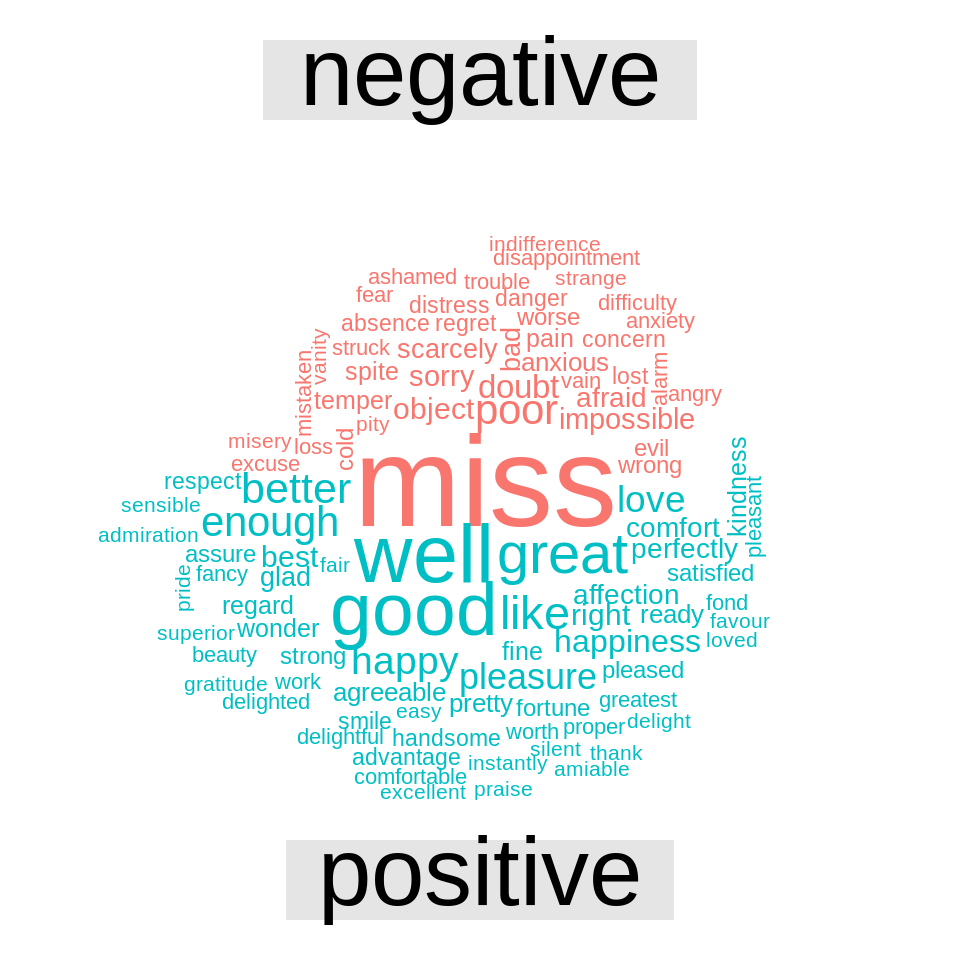 negative
indifference
disappointment
ashamed trouble strange
fear distress danger difficulty
absence regret worse anxiety
vanity struck scarcely bad pain concern
mistaken spite sorry anxious
doubt vain lost alarm
temper object poor afraid angry
pity impossible
misery loss cold evil
excuse miss wrong
respect better love kindness
sensible enough comfort pleasant
admiration well great perfectly
assure best fair
fancy glad satisfied
pride regard good like right affection ready fond
favour
superior wonder happiness loved
beauty strong happy fine
gratitude work pleasure pleased
delighted agreeable pretty fortune greatest
smile easy worth proper delight
delightful handsome silent thank
advantage instantly amiable
comfortable
excellent praise
positive